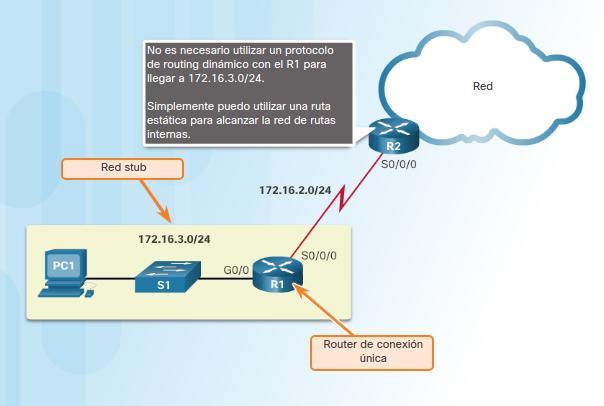 No es necesario utilizar un protocolo
de routing dinámico con el R1 para
llegar a 172.16.3.0/24.
Simplemente puedo utilizar una ruta
estática para alcanzar la red de rutas
internas.
Red
R2
S0/0/0
Red stub
172.16.2.0/24
172.16.3.0/24
S0/0/0
PC1
G0/0
S1
R1
Router de conexión
única